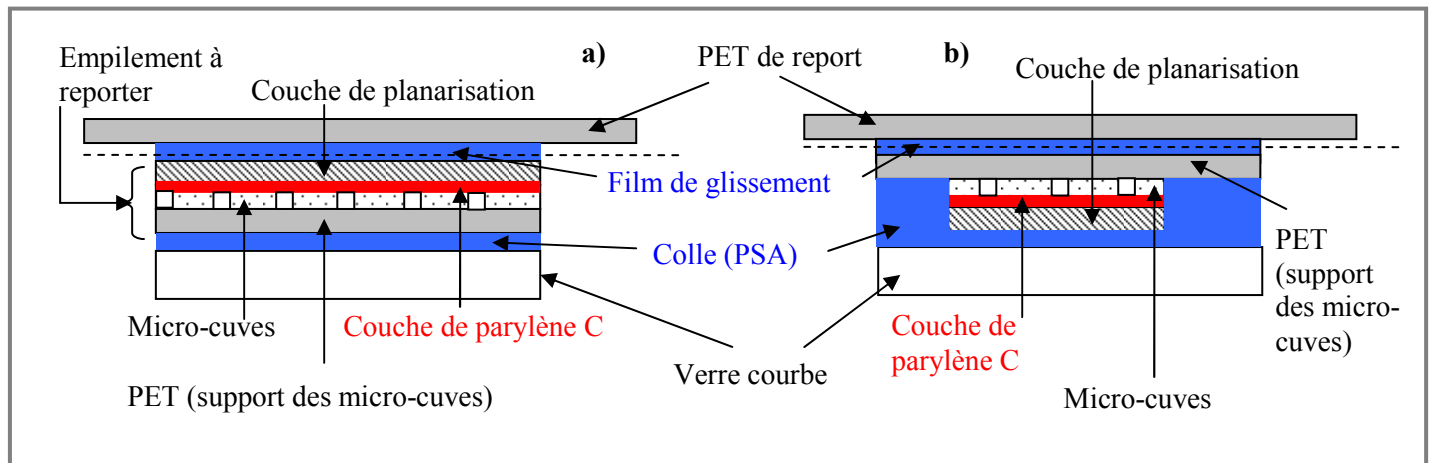 Empilement à
reporter
a)
Couche de planarisation
PET de report
b)
Couche de planarisation
Film de glissement
Colle (PSA)
Micro-cuves
Couche de parylène C
PET (support des micro-cuves)
Verre courbe
Couche de
parylène C
Micro-cuves
PET
(support
des micro-
cuves)